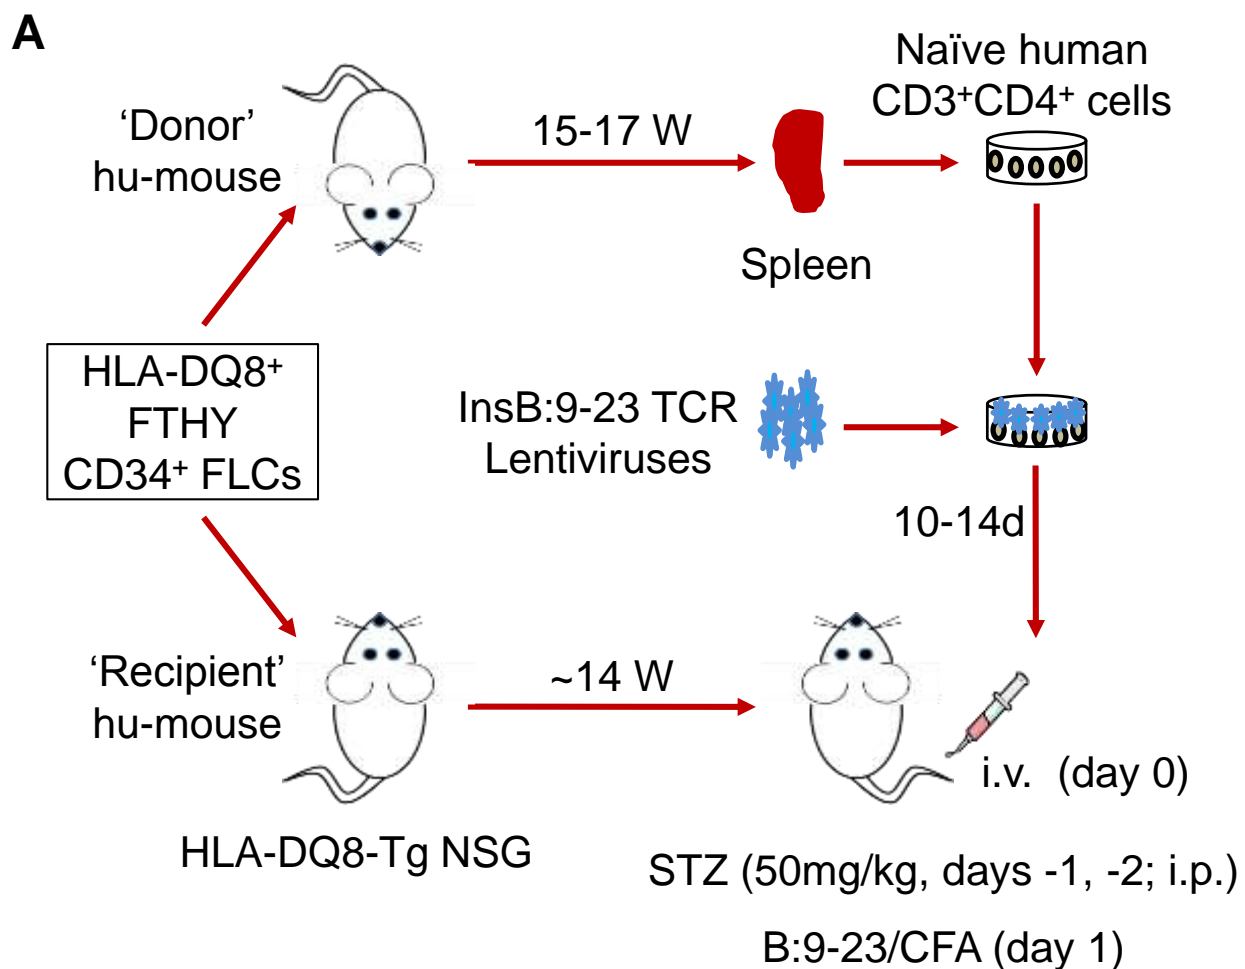 A
Naïve human
CD3⁺CD4⁺ cells
‘Donor’
hu-mouse
15-17 W
Spleen
HLA-DQ8⁺
FTHY
CD34⁺ FLCs
InsB:9-23 TCR
Lentiviruses
10-14d
‘Recipient’
hu-mouse
~14 W
i.v. (day 0)
HLA-DQ8-Tg NSG
STZ (50mg/kg, days -1, -2; i.p.)
B:9-23/CFA (day 1)